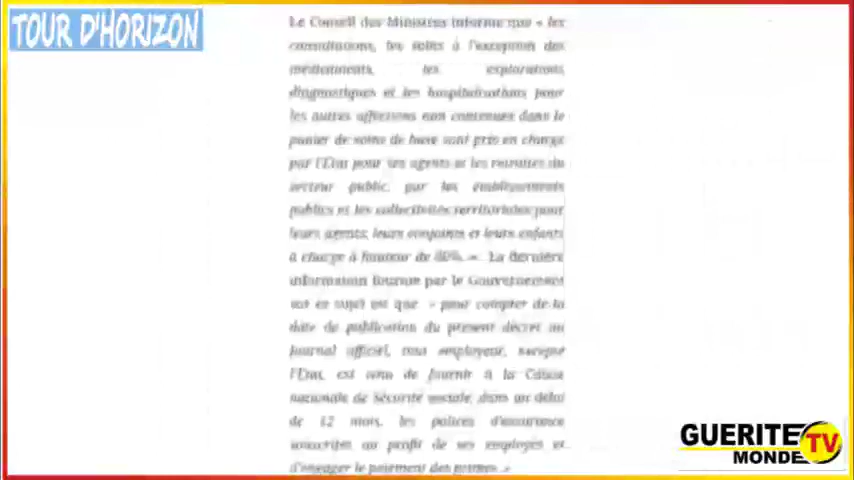 TOUR D'HORIZON
Le Conseil des Ministres informe que « les
consultations, les soins à l'exception des
médicaments, les explorations
diagnostiques et les hospitalisations pour
les autres affections non contenues dans le
panier de soins de base sont pris en charge
par l'Etat pour ses agents et les retraités du
secteur public, par les établissements
publics et les collectivités territoriales pour
leurs agents, leurs conjoints et leurs enfants
à charge à hauteur de 80%. ». La dernière
information fournie par le Gouvernement
sur ce sujet est que « pour compter de la
date de publication du présent décret au
Journal officiel, tout employeur, excepté
l'Etat, est tenu de fournir à la Caisse
nationale de Sécurité sociale, dans un délai
de 12 mois, les polices d'assurance
souscrites au profit de ses employés et
d'engager le paiement des primes. »
GUERITE TV
MONDE